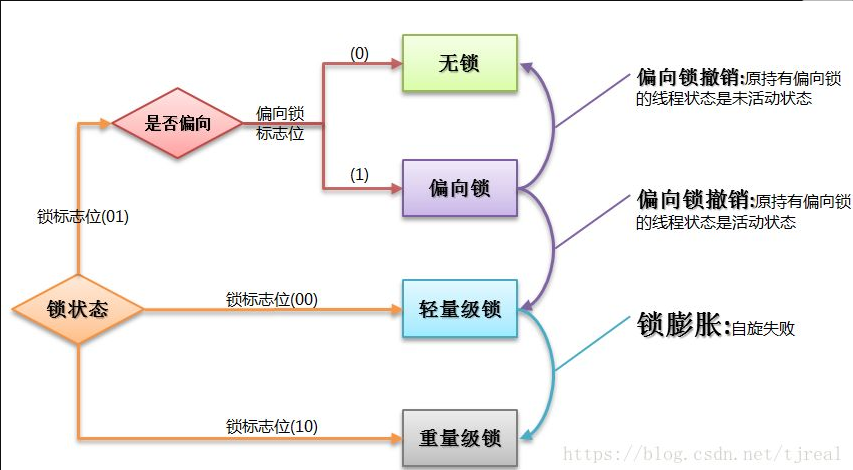 (0)
无锁
偏向锁撤销:原持有偏向锁
的线程状态是未活动状态
是否偏向
偏向锁
标志位
(1)
偏向锁
偏向锁撤销:原持有偏向锁
的线程状态是活动状态
锁标志位(01)
锁状态
锁标志位(00)
轻量级锁
锁膨胀:自旋失败
锁标志位(10)
重量级锁
https://blog.csdn.net/tjreal